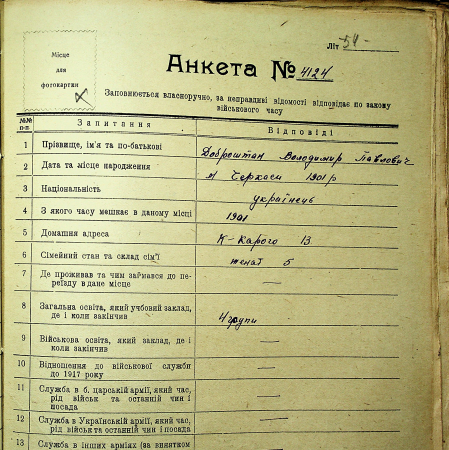 Літ 54-
Місце
для
фотокартки
Анкета № 4124
Заповнюється власноручно, за неправдиві відомості відповідає по закону
військового часу
№№ п-п Запитання Відповіді
1 Прізвище, ім'я та по-батькові Доброштан Володимир Павлович
2 Дата та місце народження м Черкаси 1901 р
3 Національність українець
4 З якого часу мешкає в даному місці 1901
5 Домашня адреса К-Карого 13
6 Сімейний стан та склад сім'ї женат 5
7 Де проживав та чим займався до пе-
реїзду в дане місце —
8 Загальна освіта, який учбовий заклад,
де і коли закінчив 4 групи
9 Військова освіта, який заклад, де і
коли закінчив —
10 Відношення до військової служби
до 1917 року —
11 Служба в б. царській армії, який час,
рід військ та останній чин і
посада —
12 Служба в Українській армії, який час,
рід військ та останній чин і посада —
13 Служба в інших арміях (за винятком